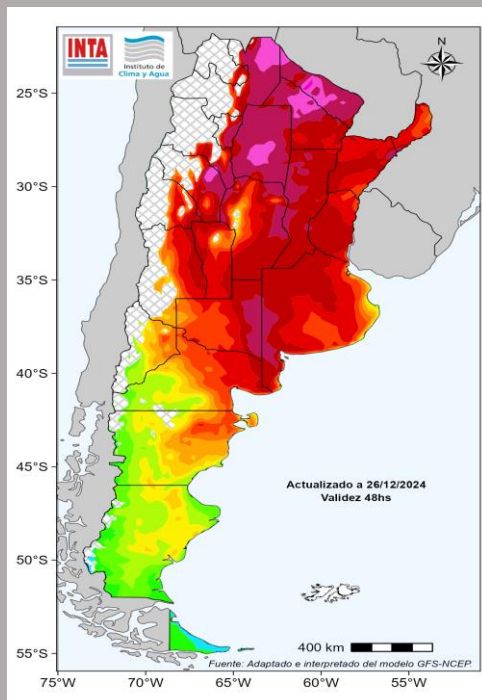 INTA
Instituto de
Clima y Agua
N
25°S
30°S
35°S
40°S
45°S
50°S
55°S
Actualizado a 26/12/2024
Validez 48hs
400 km
Fuente: Adaptado e interpretado del modelo GFS-NCEP.
75°W 70°W 65°W 60°W 55°W